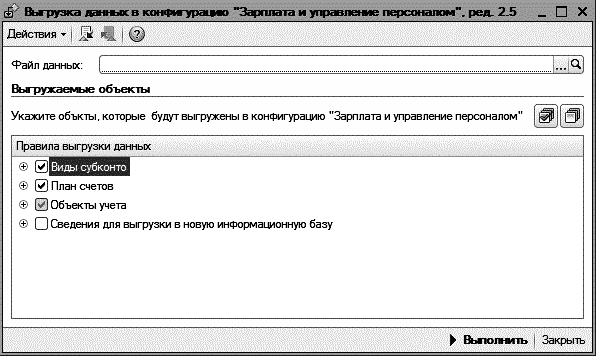 Выгрузка данных в конфигурацию "Зарплата и управление персоналом", ред. 2.5
Действия
Файл данных:
Выгружаемые объекты
Укажите объкты, которые будут выгружены в конфигурацию "Зарплата и управление персоналом"
Правила выгрузки данных
Виды субконто
План счетов
Объекты учета
Сведения для выгрузки в новую информационную базу
Выполнить Закрыть